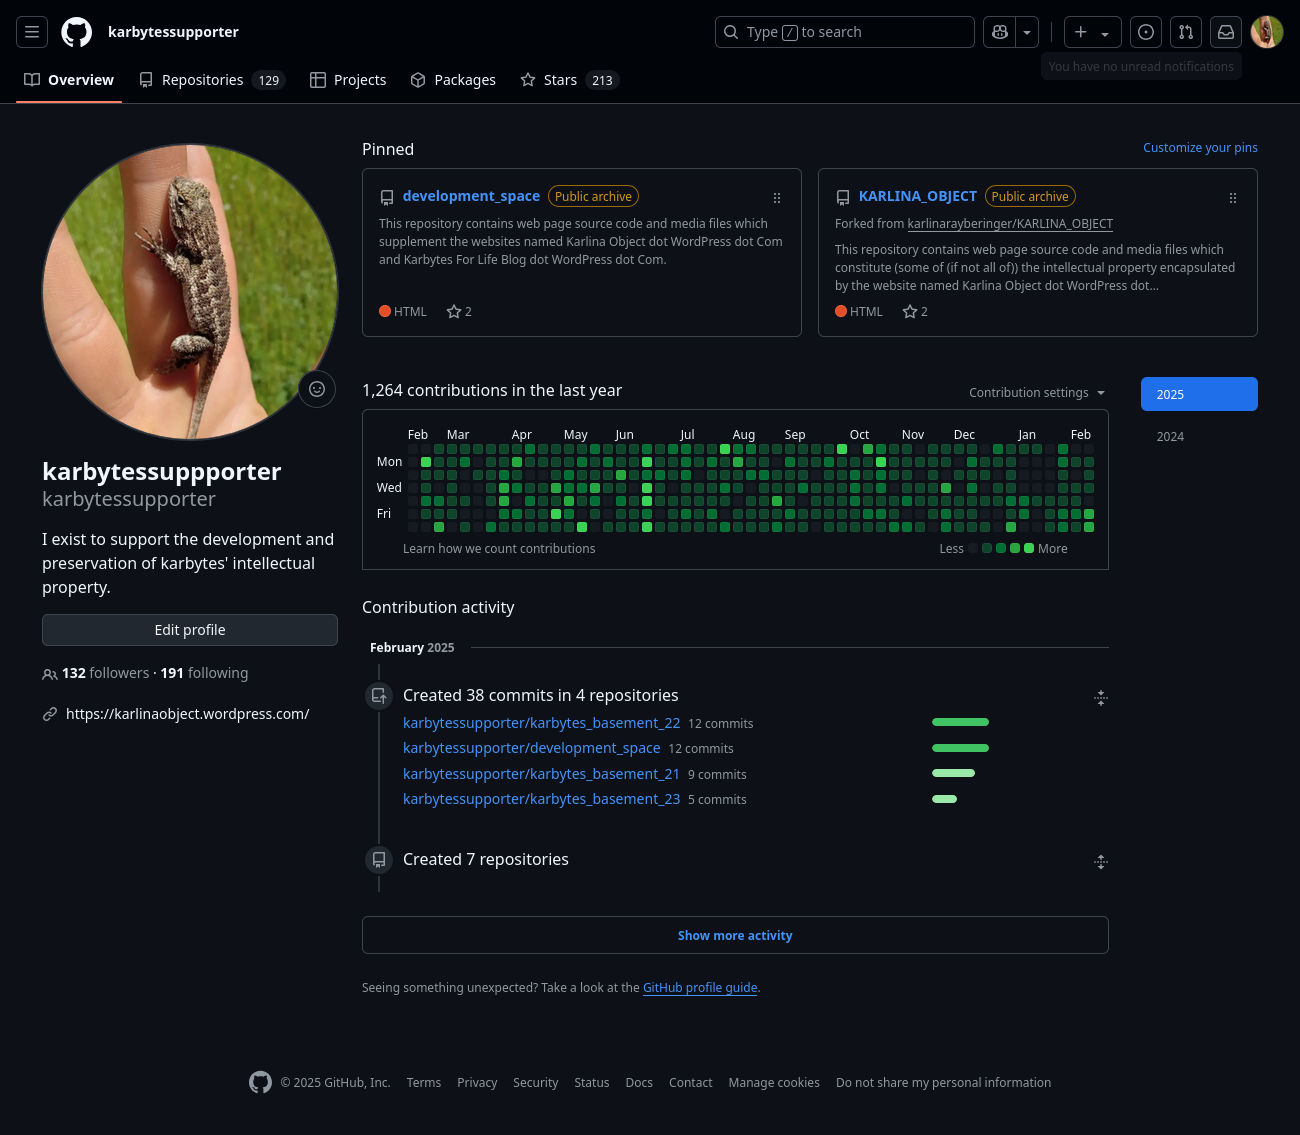 karbytessupporter
Type / to search
You have no unread notifications
Overview
Repositories 129
Projects
Packages
Stars 213
Pinned
Customize your pins
development_space Public archive
This repository contains web page source code and media files which
supplement the websites named Karlina Object dot WordPress dot Com
and Karbytes For Life Blog dot WordPress dot Com.
HTML 2
KARLINA_OBJECT Public archive
Forked from karlinarayberinger/KARLINA_OBJECT
This repository contains web page source code and media files which
constitute (some of (if not all of)) the intellectual property encapsulated
by the website named Karlina Object dot WordPress dot...
HTML 2
karbytessuppporter
karbytessupporter
I exist to support the development and
preservation of karbytes' intellectual
property.
Edit profile
132 followers · 191 following
https://karlinaobject.wordpress.com/
1,264 contributions in the last year
Contribution settings
2025
2024
Feb Mar Apr May Jun Jul Aug Sep Oct Nov Dec Jan Feb
Mon
Wed
Fri
Learn how we count contributions
Less More
Contribution activity
February 2025
Created 38 commits in 4 repositories
karbytessupporter/karbytes_basement_22 12 commits
karbytessupporter/development_space 12 commits
karbytessupporter/karbytes_basement_21 9 commits
karbytessupporter/karbytes_basement_23 5 commits
Created 7 repositories
Show more activity
Seeing something unexpected? Take a look at the GitHub profile guide.
© 2025 GitHub, Inc. Terms Privacy Security Status Docs Contact Manage cookies Do not share my personal information